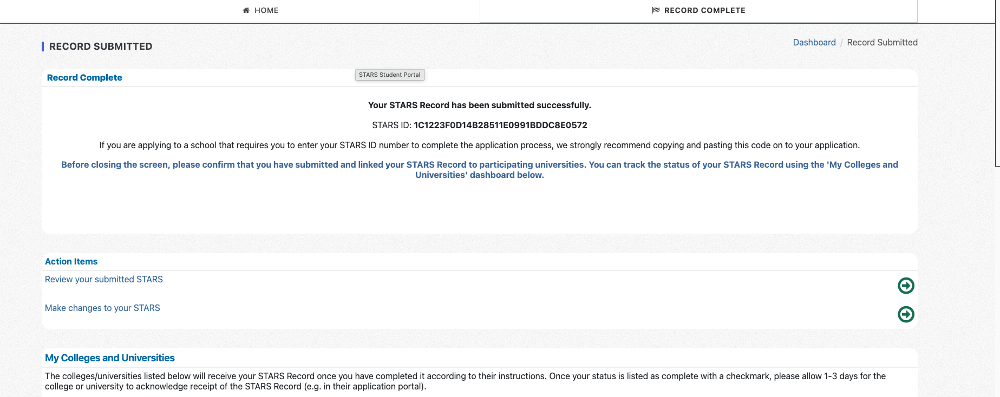 HOME
RECORD COMPLETE
RECORD SUBMITTED
Dashboard / Record Submitted
Record Complete
STARS Student Portal
Your STARS Record has been submitted successfully.
STARS ID: 1C1223F0D14B28511E0991BDDC8E0572
If you are applying to a school that requires you to enter your STARS ID number to complete the application process, we strongly recommend copying and pasting this code on to your application.
Before closing the screen, please confirm that you have submitted and linked your STARS Record to participating universities. You can track the status of your STARS Record using the 'My Colleges and
Universities' dashboard below.
Action Items
Review your submitted STARS
Make changes to your STARS
My Colleges and Universities
The colleges/universities listed below will receive your STARS Record once you have completed it according to their instructions. Once your status is listed as complete with a checkmark, please allow 1-3 days for the
college or university to acknowledge receipt of the STARS Record (e.g. in their application portal).